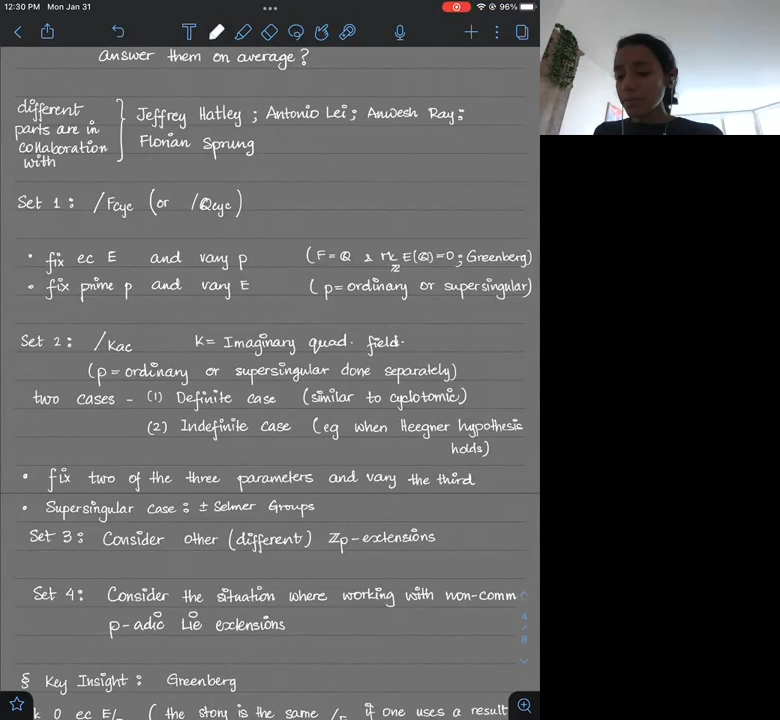 12:30 PM Mon Jan 31
96%
answer them on average?
different parts are in collaboration with } Jeffrey Hatley ; Antonio Lei ; Anwesh Ray ;
Florian Sprung
Set 1 : /Fcyc (or /Qcyc)
• fix ec E and vary p (F = Q & rk_Z E(Q)=0 ; Greenberg)
• fix prime p and vary E (p = ordinary or supersingular)
Set 2 : /Kac K = Imaginary quad. field.
(p = ordinary or supersingular done separately)
two cases - (1) Definite case (similar to cyclotomic)
(2) Indefinite case (eg when Heegner hypothesis
holds)
• fix two of the three parameters and vary the third
• Supersingular case : ± Selmer Groups
Set 3 : Consider other (different) Zp-extensions
Set 4 : Consider the situation where working with non-comm
p-adic Lie extensions
4
8
§ Key Insight : Greenberg
k 0 ec E/ ( the story is the same / if one uses a result